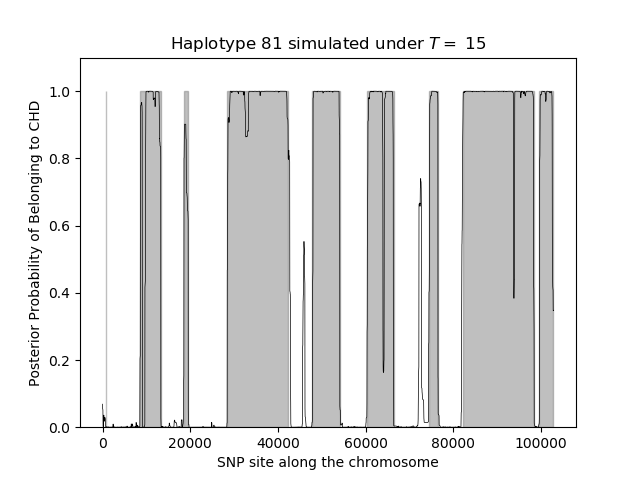 Haplotype 81 simulated under T = 15
Posterior Probability of Belonging to CHD
1.0
0.8
0.6
0.4
0.2
0.0
0 20000 40000 60000 80000 100000
SNP site along the chromosome